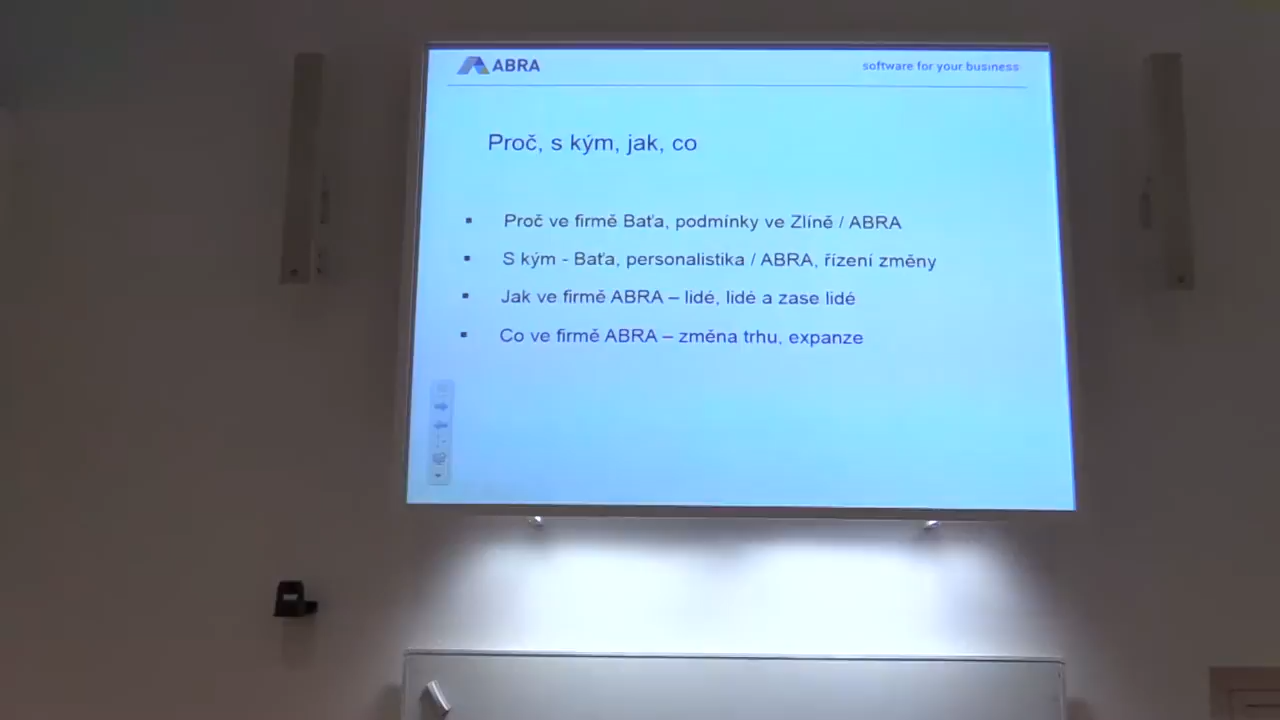 ABRA
software for your business
Proč, s kým, jak, co
▪ Proč ve firmě Baťa, podmínky ve Zlíně / ABRA
▪ S kým - Baťa, personalistika / ABRA, řízení změny
▪ Jak ve firmě ABRA – lidé, lidé a zase lidé
▪ Co ve firmě ABRA – změna trhu, expanze